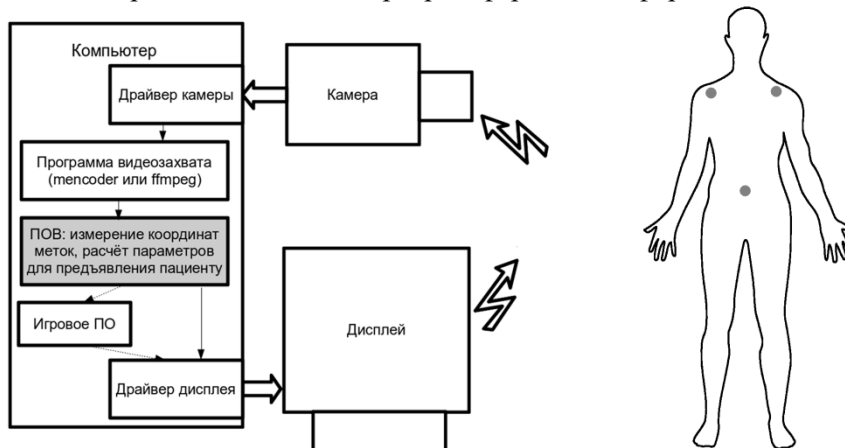 Компьютер
Драйвер камеры
Камера
Программа видеозахвата
(mencoder или ffmpeg)
ПОВ: измерение координат
меток, расчёт параметров
для предъявления пациенту
Игровое ПО
Дисплей
Драйвер дисплея